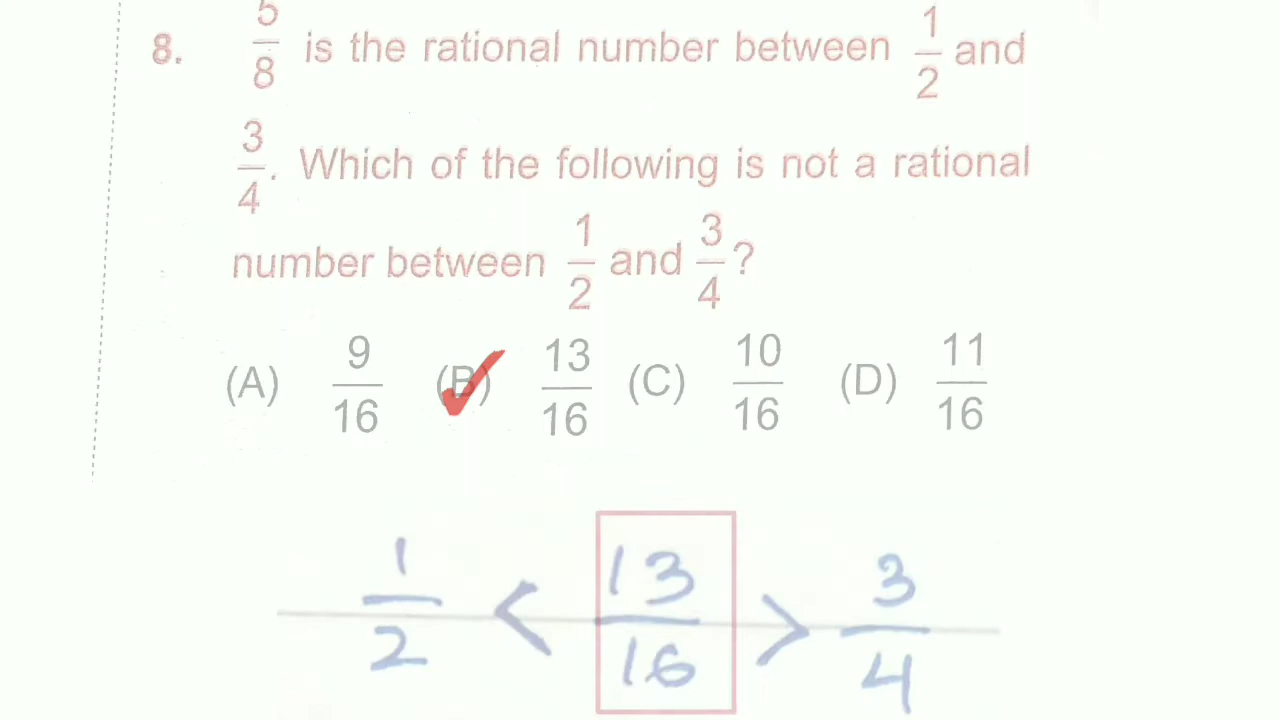 8. 5/8 is the rational number between 1/2 and
3/4. Which of the following is not a rational
number between 1/2 and 3/4?
(A) 9/16 (B) 13/16 (C) 10/16 (D) 11/16
1/2 < 13/16 > 3/4